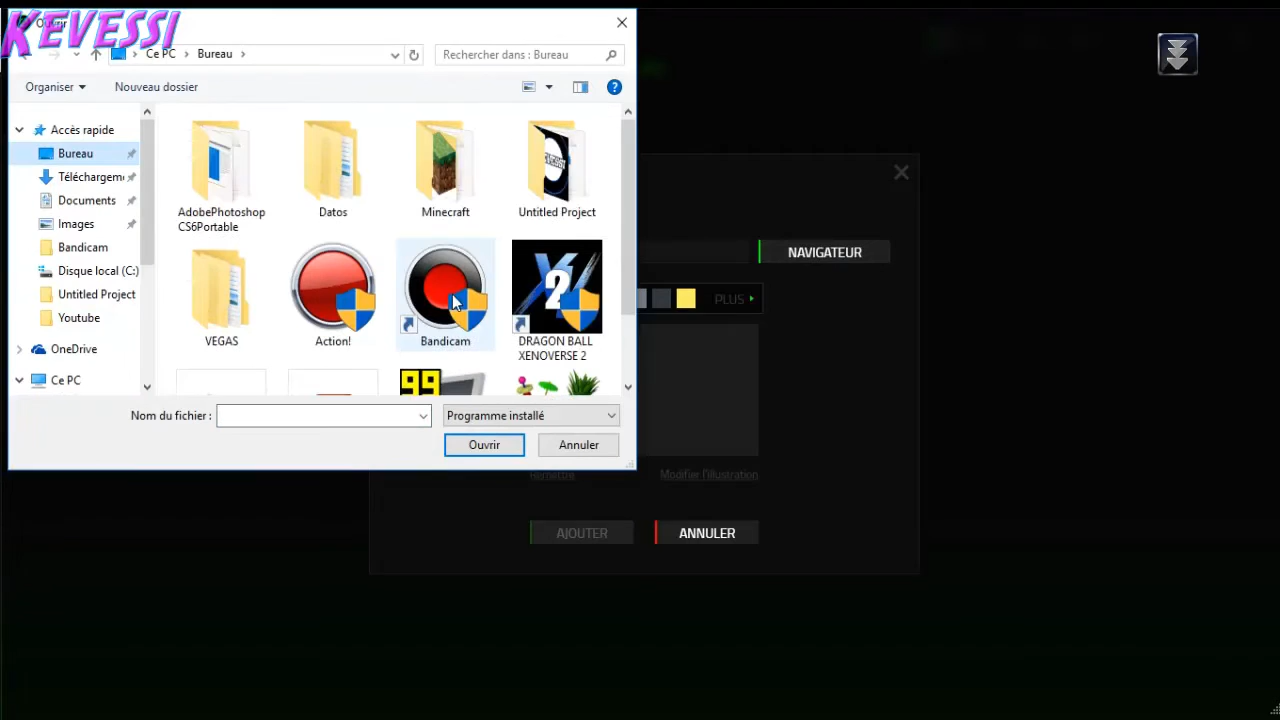 KEVESSI
Ce PC
Bureau
Rechercher dans : Bureau
Organiser
Nouveau dossier
Accès rapide
Bureau
Téléchargem
Documents
Images
Bandicam
Disque local (C:)
Untitled Project
Youtube
OneDrive
Ce PC
AdobePhotoshop
CS6Portable
Datos
Minecraft
Untitled Project
VEGAS
Action!
Bandicam
DRAGON BALL
XENOVERSE 2
99
Nom du fichier :
Programme installé
Ouvrir
Annuler
NAVIGATEUR
PLUS
Remettre
Modifier l'illustration
AJOUTER
ANNULER